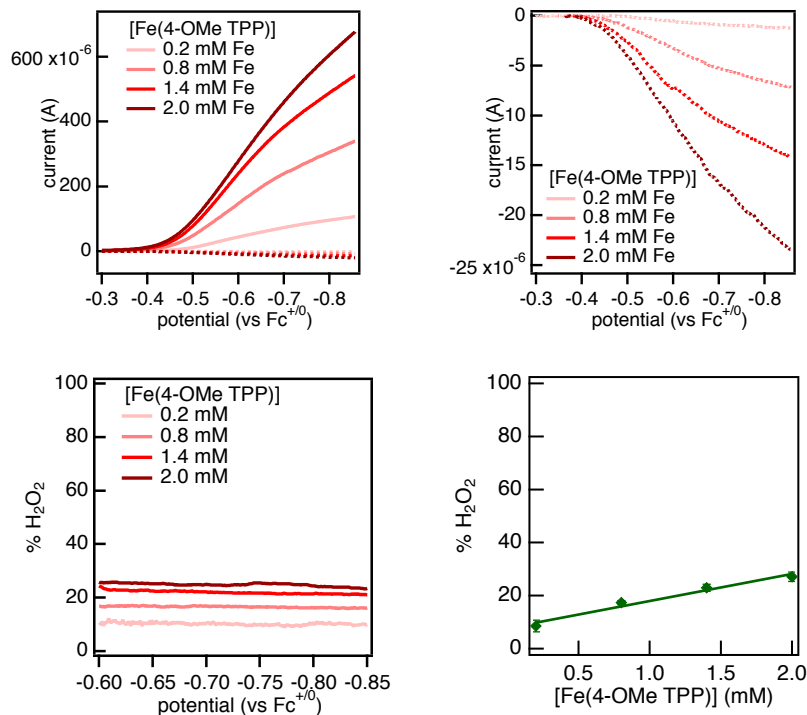 [Fe(4-OMe TPP)]
0.2 mM Fe
0.8 mM Fe
1.4 mM Fe
2.0 mM Fe
600 x10-6
400
200
0
current (A)
-0.3 -0.4 -0.5 -0.6 -0.7 -0.8
potential (vs Fc+/0)
0
-5
-10
-15
-20
-25 x10-6
current (A)
[Fe(4-OMe TPP)]
0.2 mM Fe
0.8 mM Fe
1.4 mM Fe
2.0 mM Fe
-0.3 -0.4 -0.5 -0.6 -0.7 -0.8
potential (vs Fc+/0)
100
80
60
40
20
0
% H2O2
[Fe(4-OMe TPP)]
0.2 mM
0.8 mM
1.4 mM
2.0 mM
-0.60 -0.65 -0.70 -0.75 -0.80 -0.85
potential (vs Fc+/0)
100
80
60
40
20
0
% H2O2
0.5 1.0 1.5 2.0
[Fe(4-OMe TPP)] (mM)